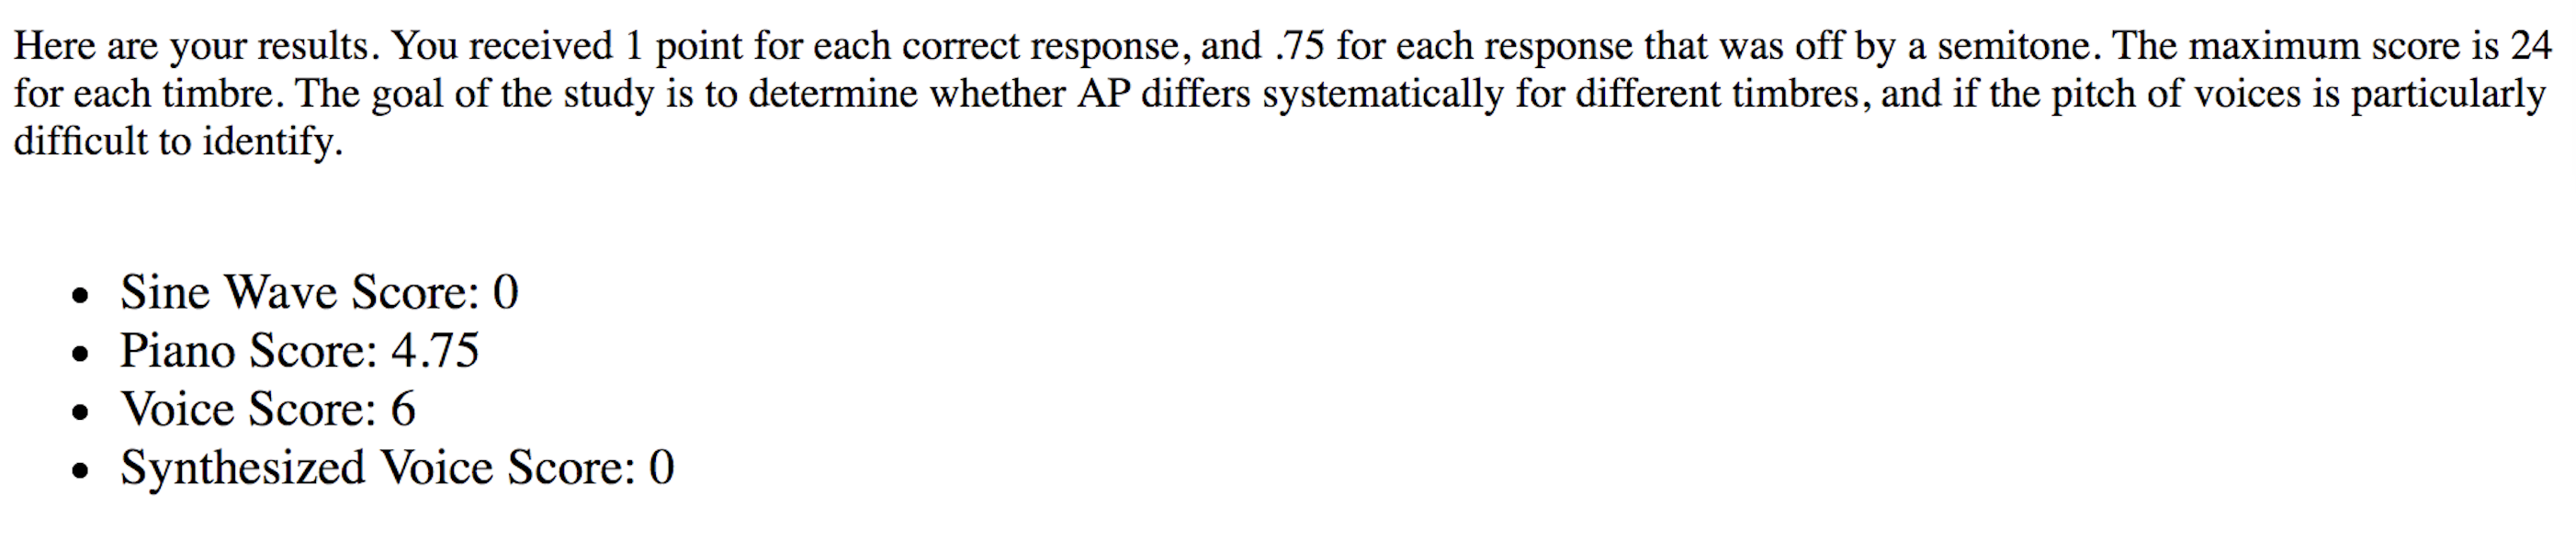 Here are your results. You received 1 point for each correct response, and .75 for each response that was off by a semitone. The maximum score is 24
for each timbre. The goal of the study is to determine whether AP differs systematically for different timbres, and if the pitch of voices is particularly
difficult to identify.
• Sine Wave Score: 0
• Piano Score: 4.75
• Voice Score: 6
• Synthesized Voice Score: 0